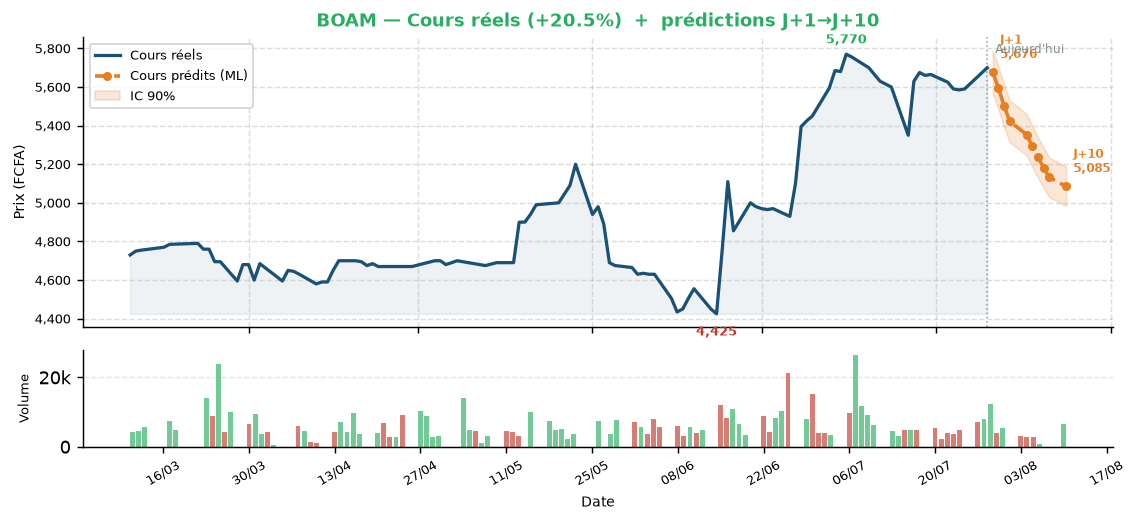 BOAM — Cours réels (+20.5%)  +  prédictions J+1→J+10
5,770
J+1
5,676
Aujourd'hui
Cours réels
Cours prédits (ML)
IC 90%
5,800
5,600
5,400
5,200
5,000
4,800
4,600
4,400
Prix (FCFA)
J+10
5,085
4,425
20k
0
Volume
16/03
30/03
13/04
27/04
11/05
25/05
08/06
22/06
06/07
20/07
03/08
17/08
Date